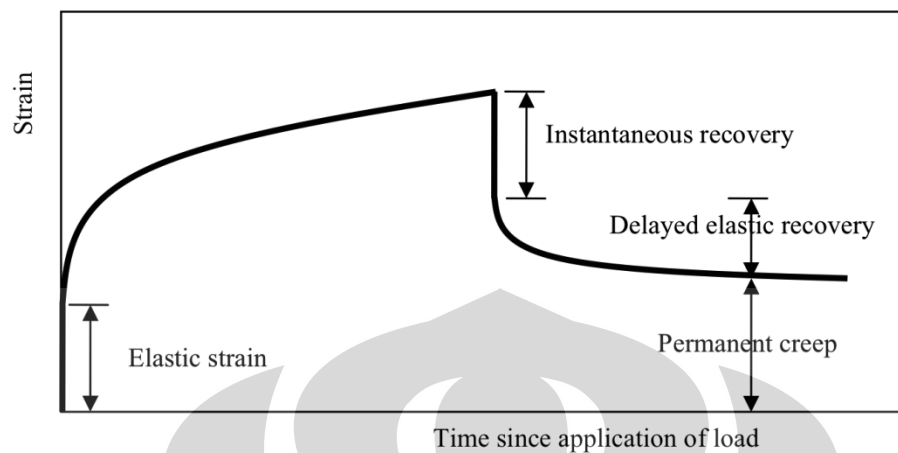 Strain
Instantaneous recovery
Delayed elastic recovery
Elastic strain
Permanent creep
Time since application of load